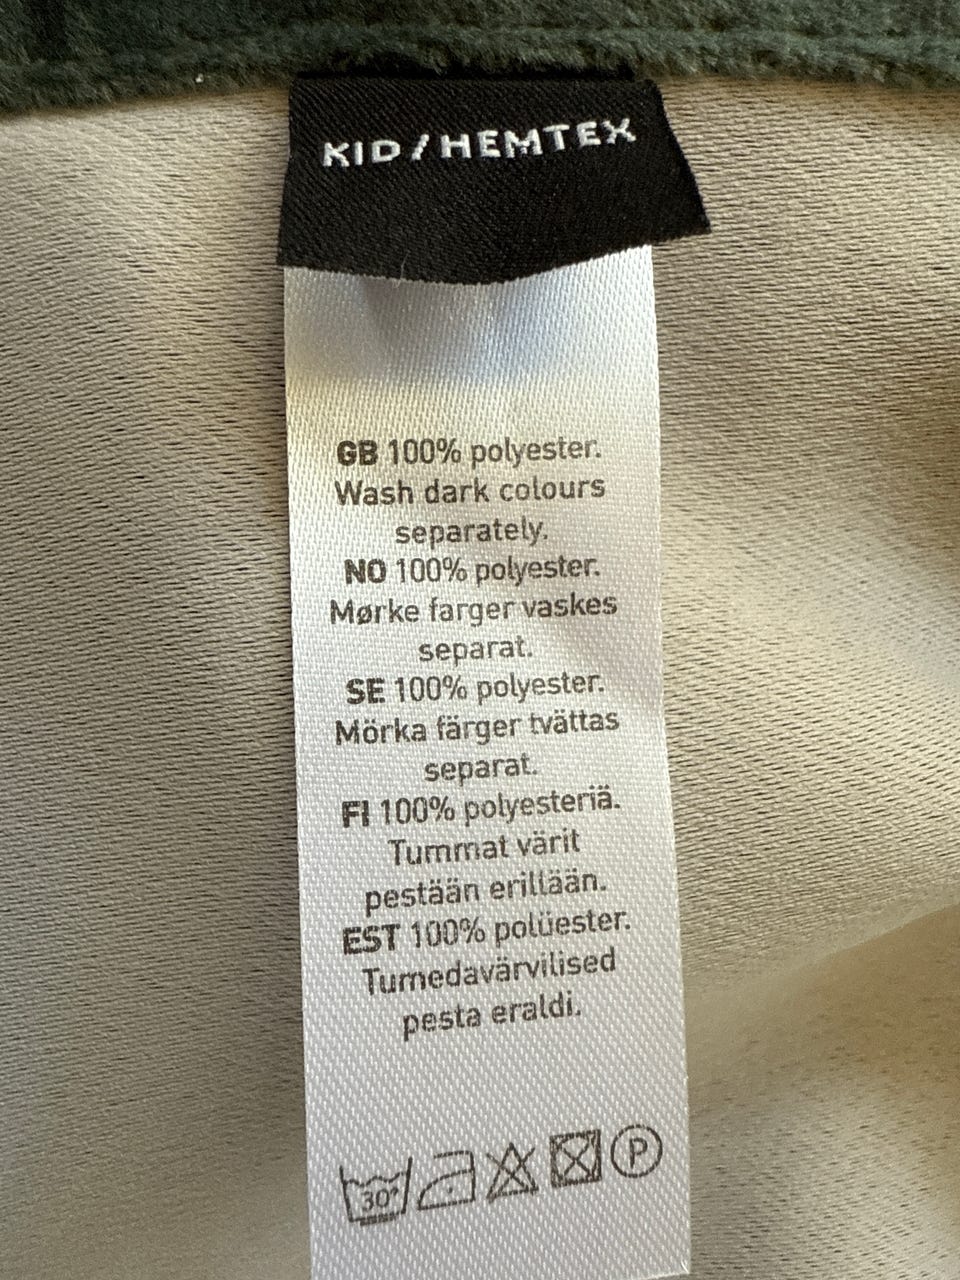 KID/HEMTEX
GB 100% polyester.
Wash dark colours
separately.
NO 100% polyester.
Mørke farger vaskes
separat.
SE 100% polyester.
Mörka färger tvättas
separat.
FI 100% polyesteriä.
Tummat värit
pestään erillään.
EST 100% polüester.
Tumedavärvilised
pesta eraldi.
30° P